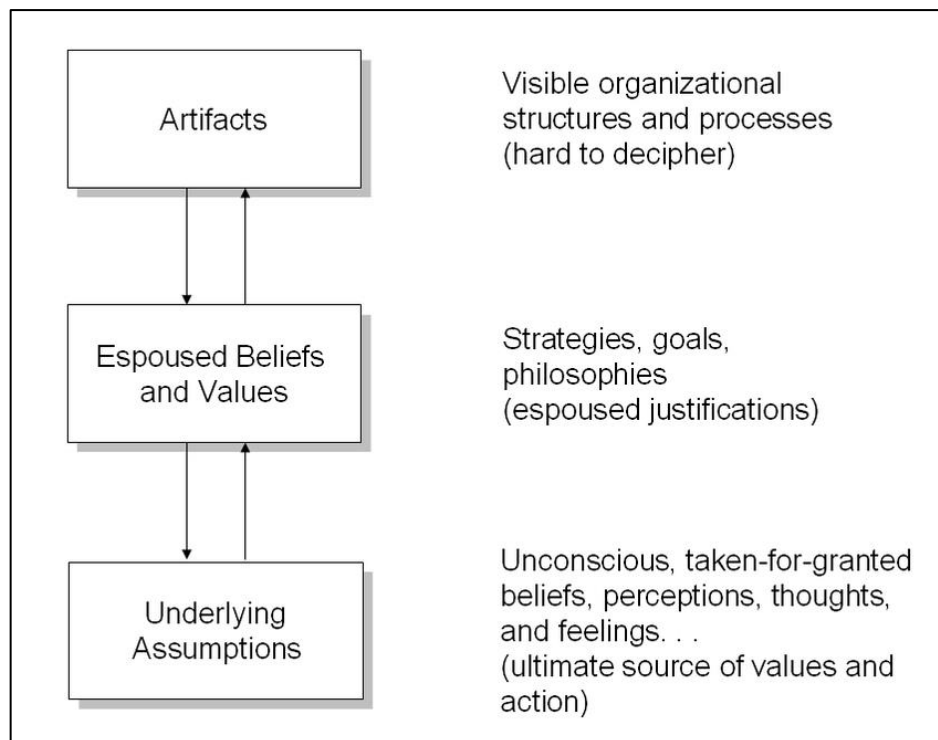 Artifacts
Visible organizational
structures and processes
(hard to decipher)
Espoused Beliefs
and Values
Strategies, goals,
philosophies
(espoused justifications)
Underlying
Assumptions
Unconscious, taken-for-granted
beliefs, perceptions, thoughts,
and feelings. . .
(ultimate source of values and
action)